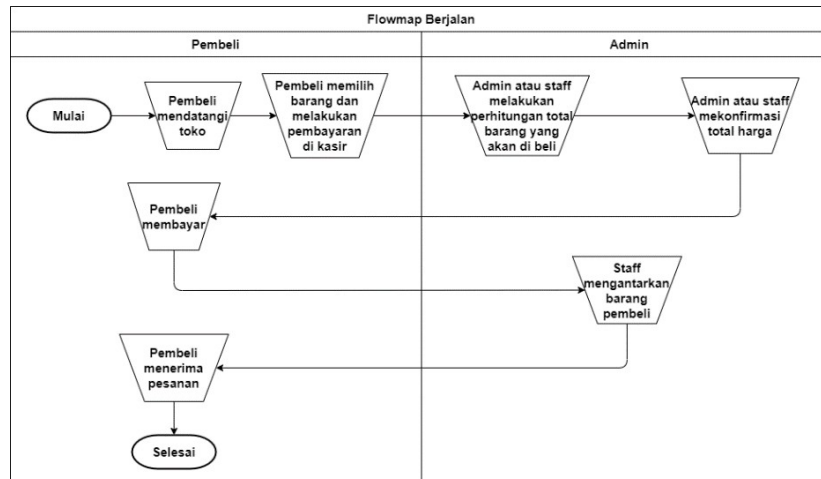 Flowmap Berjalan
Pembeli
Admin
Mulai
Pembeli
mendatangi
toko
Pembeli memilih
barang dan
melakukan
pembayaran
di kasir
Admin atau staff
melakukan
perhitungan total
barang yang
akan di beli
Admin atau staff
mekonfirmasi
total harga
Pembeli
membayar
Staff
mengantarkan
barang
pembeli
Pembeli
menerima
pesanan
Selesai